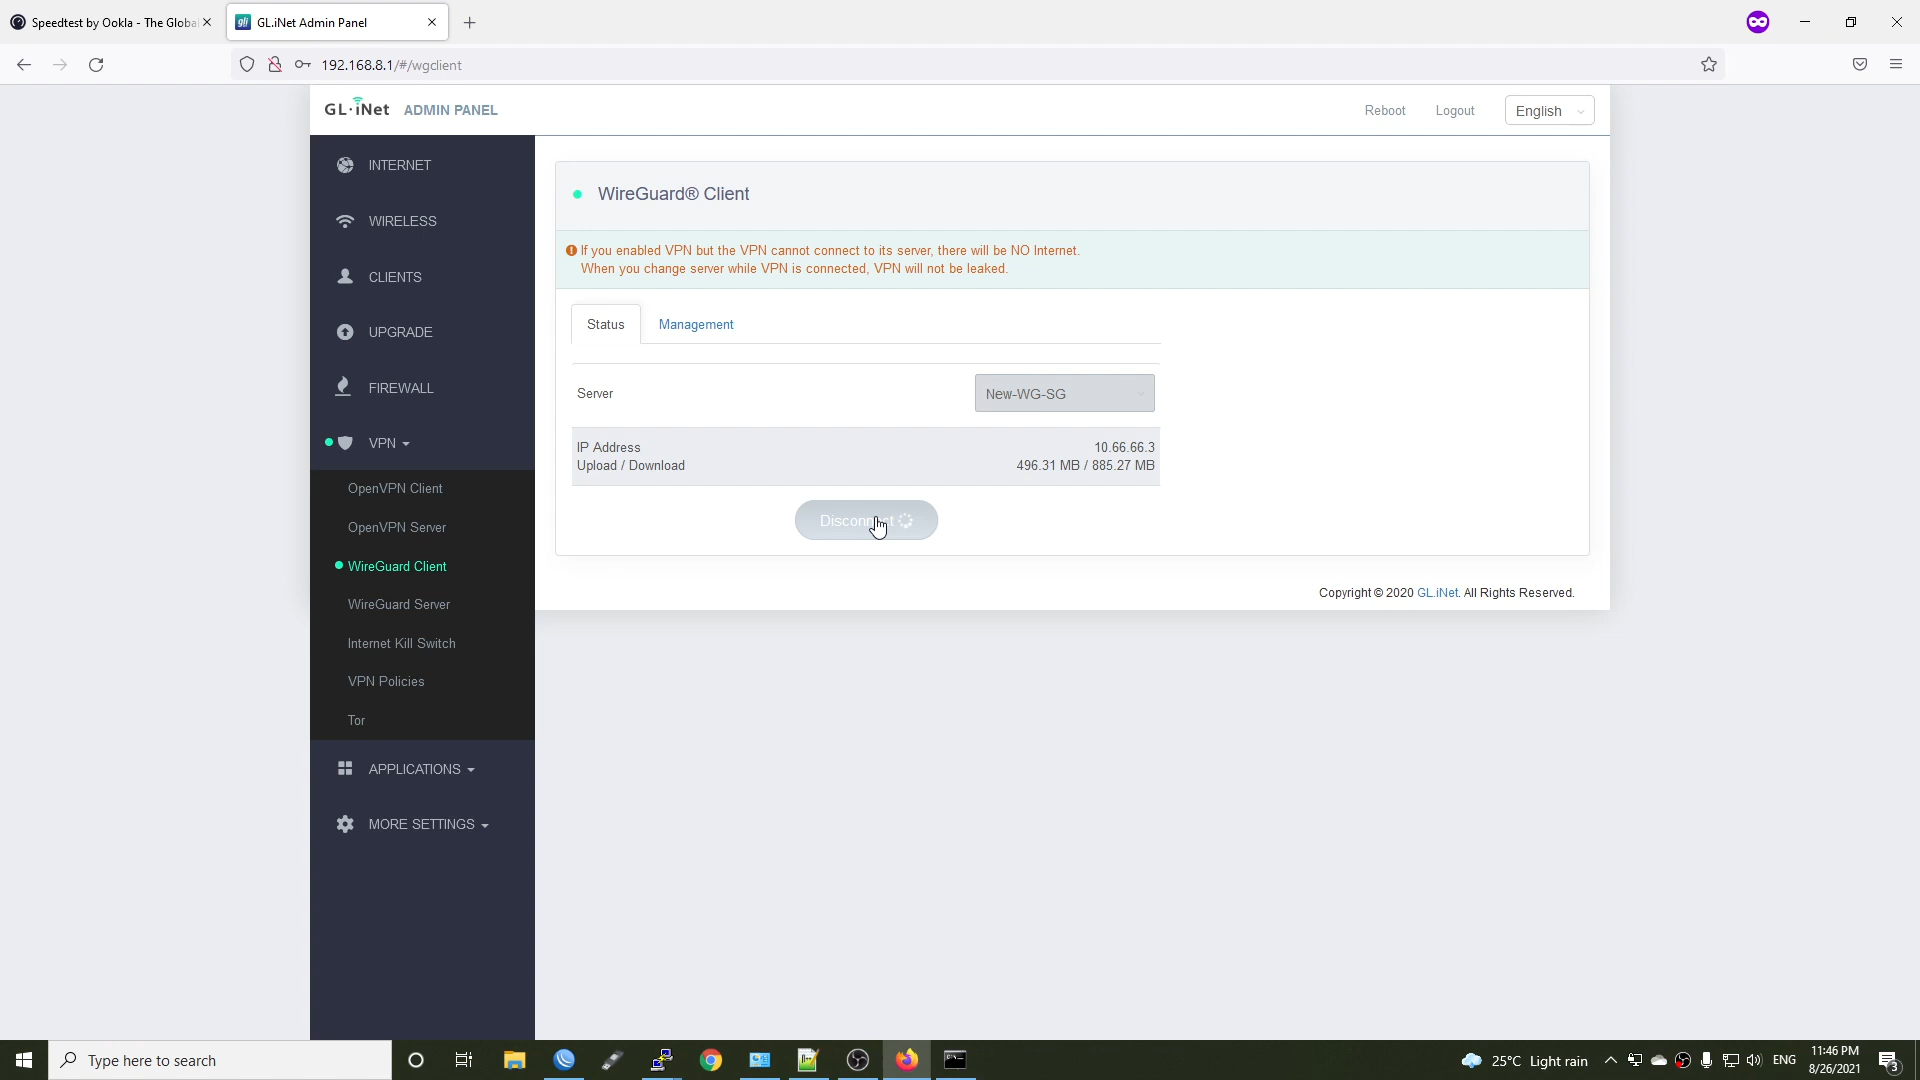 Speedtest by Ookla - The Globa
GL.iNet Admin Panel
192.168.8.1/#/wgclient
GL·iNet ADMIN PANEL
Reboot
Logout
English
INTERNET
WIRELESS
CLIENTS
UPGRADE
FIREWALL
VPN
OpenVPN Client
OpenVPN Server
WireGuard Client
WireGuard Server
Internet Kill Switch
VPN Policies
Tor
APPLICATIONS
MORE SETTINGS
WireGuard® Client
If you enabled VPN but the VPN cannot connect to its server, there will be NO Internet.
When you change server while VPN is connected, VPN will not be leaked.
Status
Management
Server
New-WG-SG
IP Address
10.66.66.3
Upload / Download
496.31 MB / 885.27 MB
Disconnect
Copyright © 2020 GL.iNet. All Rights Reserved.
Type here to search
25°C Light rain
ENG
11:46 PM
8/26/2021
3